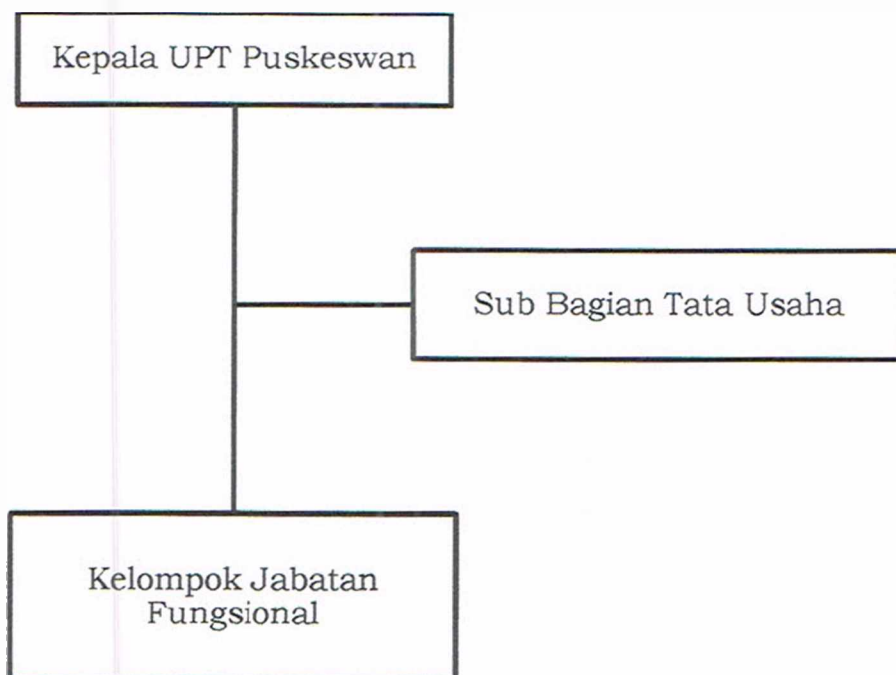 Kepala UPT Puskeswan
Sub Bagian Tata Usaha
Kelompok Jabatan
Fungsional